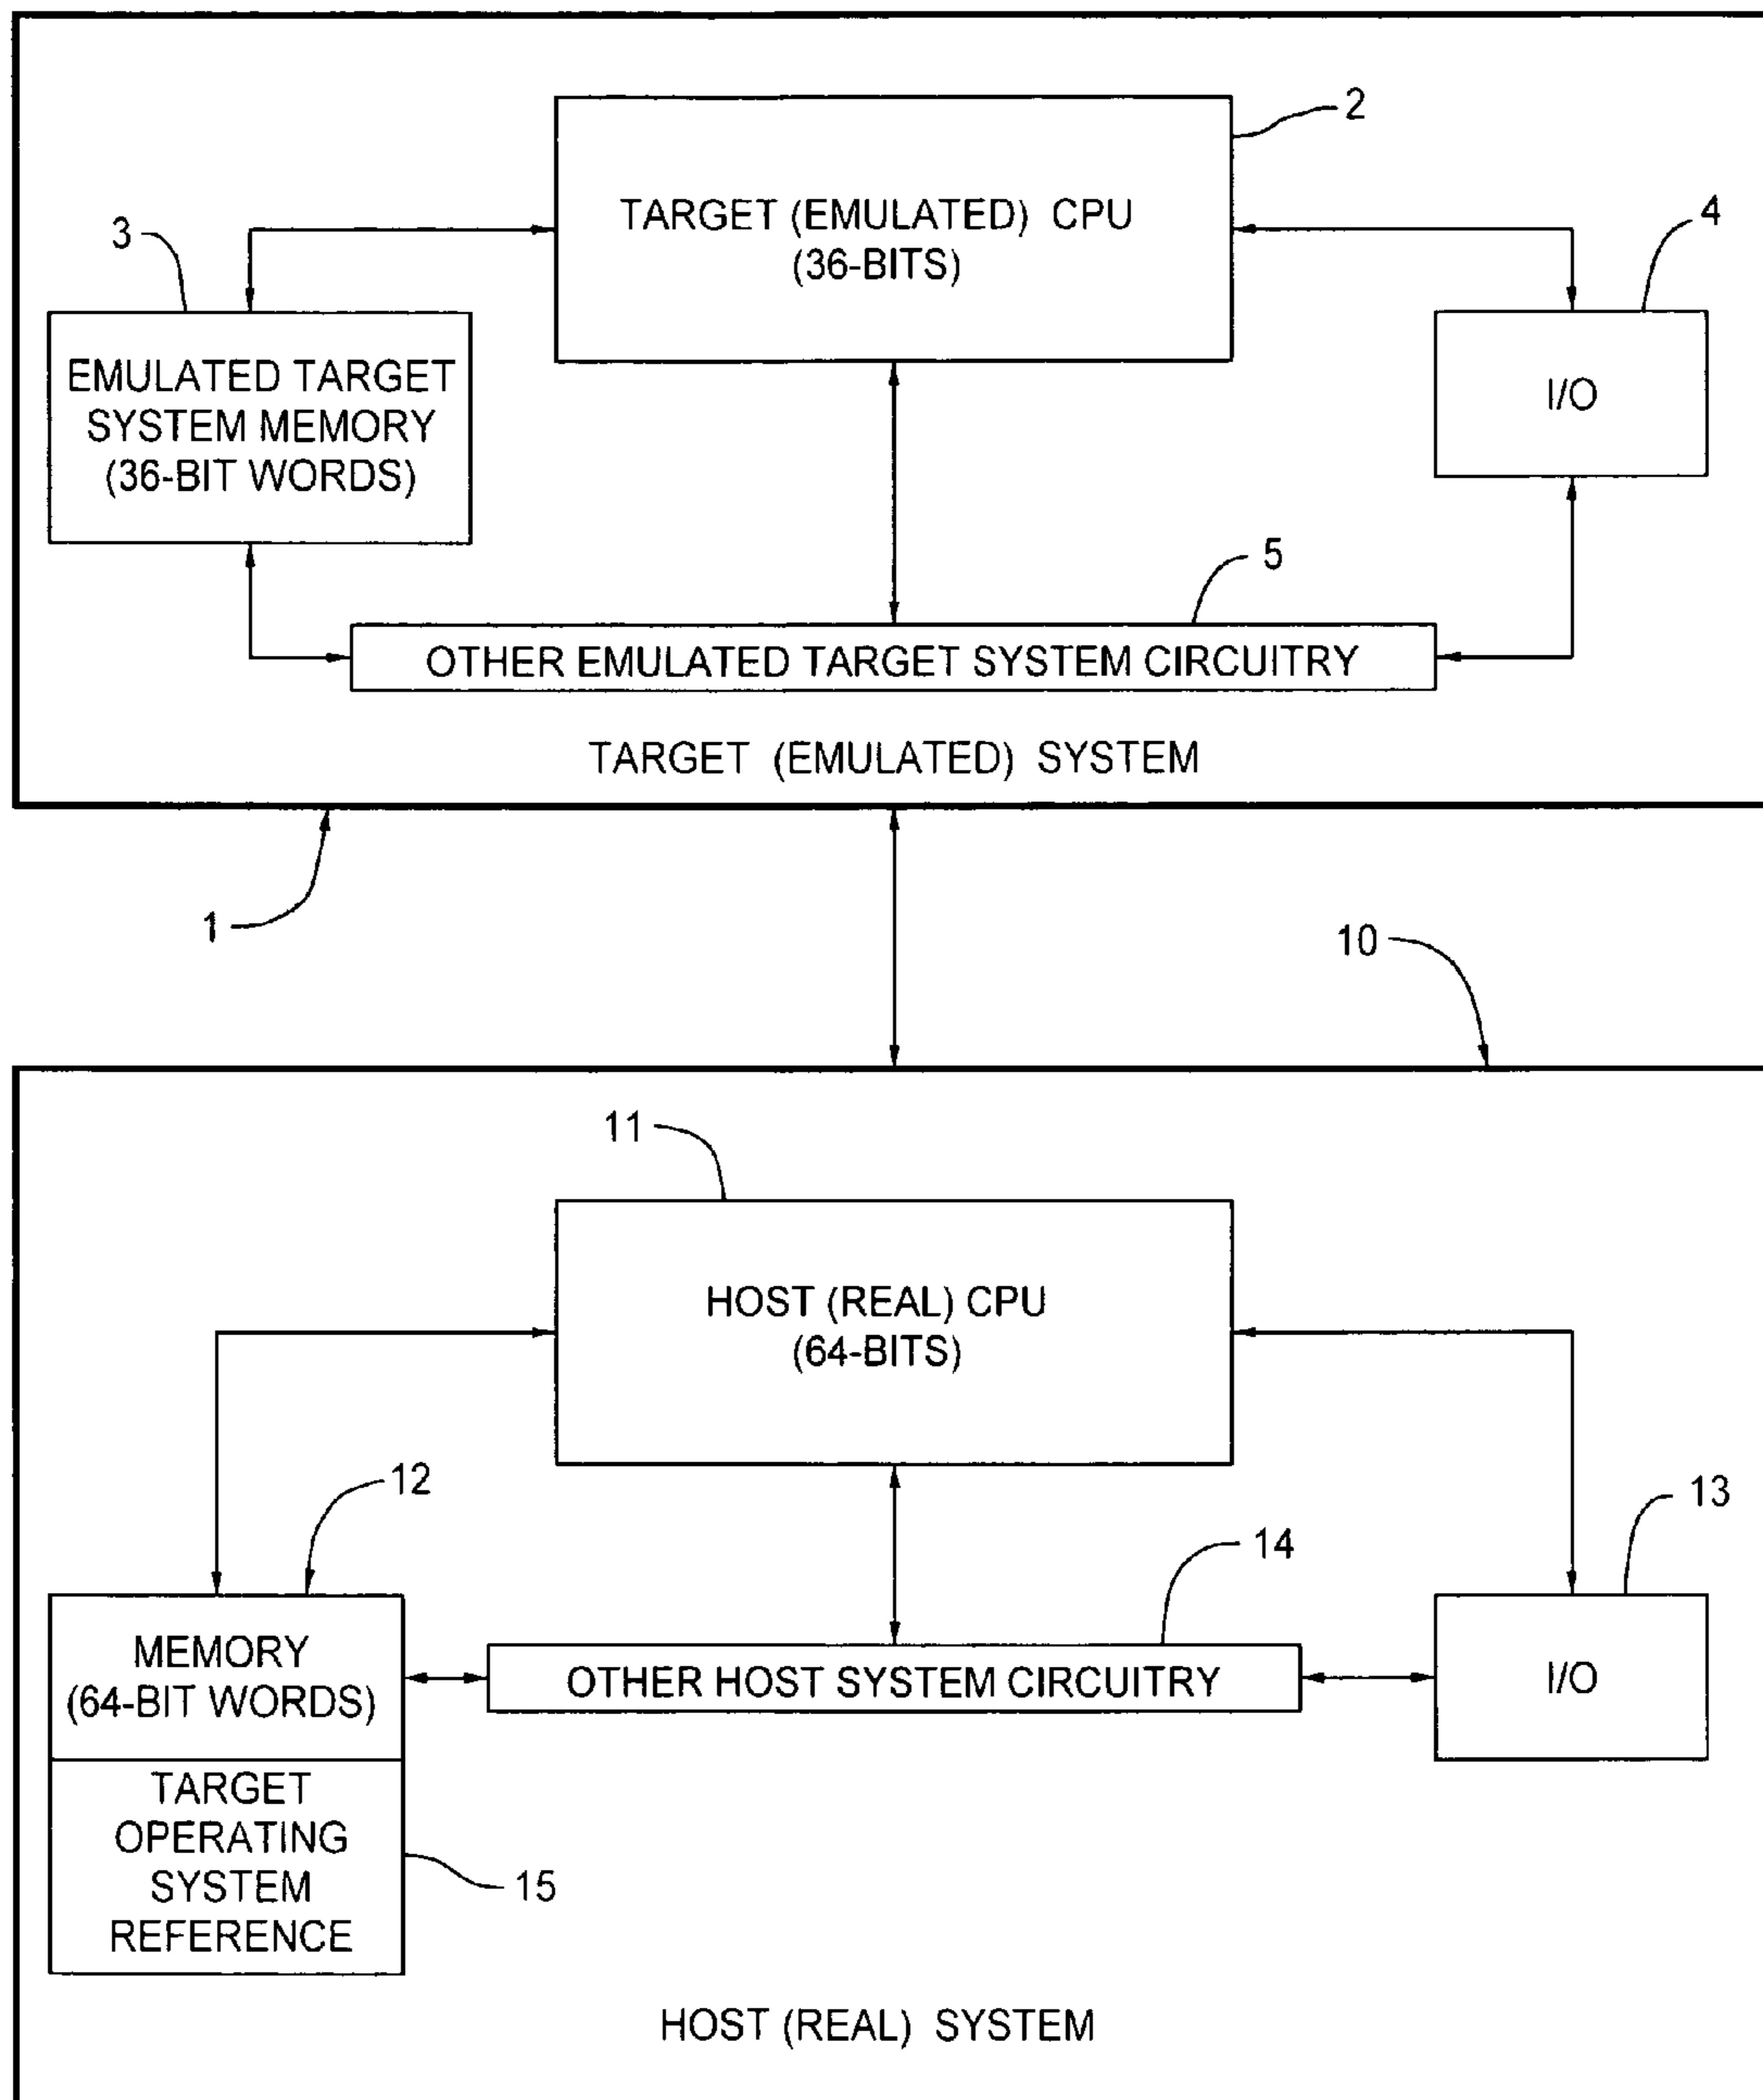 2
TARGET (EMULATED) CPU
(36-BITS)
3
4
EMULATED TARGET
SYSTEM MEMORY
(36-BIT WORDS)
I/O
5
OTHER EMULATED TARGET SYSTEM CIRCUITRY
TARGET (EMULATED) SYSTEM
1
10
11
HOST (REAL) CPU
(64-BITS)
12
13
14
MEMORY
(64-BIT WORDS)
OTHER HOST SYSTEM CIRCUITRY
I/O
TARGET
OPERATING
SYSTEM
REFERENCE
15
HOST (REAL) SYSTEM